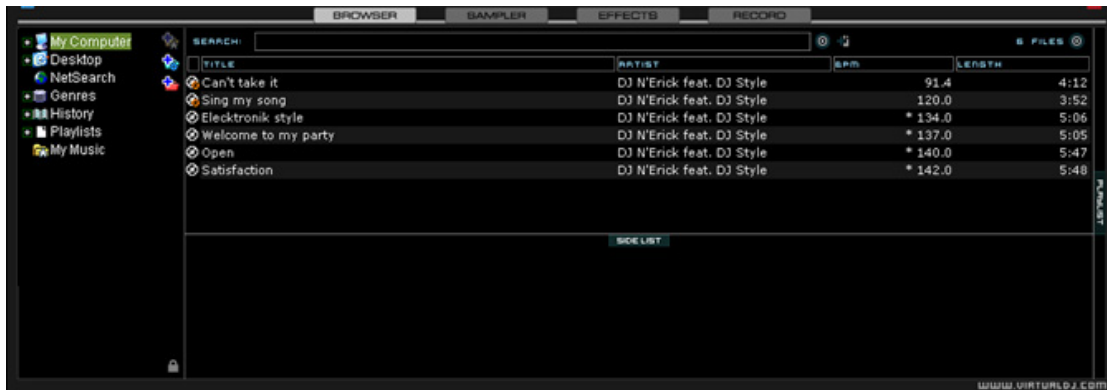 BROWSER SAMPLER EFFECTS RECORD
My Computer
Desktop
NetSearch
Genres
History
Playlists
My Music
SEARCH: 6 FILES
TITLE ARTIST BPM LENGTH
Can't take it DJ N'Erick feat. DJ Style 91.4 4:12
Sing my song DJ N'Erick feat. DJ Style 120.0 3:52
Elecktronik style DJ N'Erick feat. DJ Style * 134.0 5:06
Welcome to my party DJ N'Erick feat. DJ Style * 137.0 5:05
Open DJ N'Erick feat. DJ Style * 140.0 5:47
Satisfaction DJ N'Erick feat. DJ Style * 142.0 5:48
PLAYLIST
SIDE LIST
WWW.VIRTUALDJ.COM